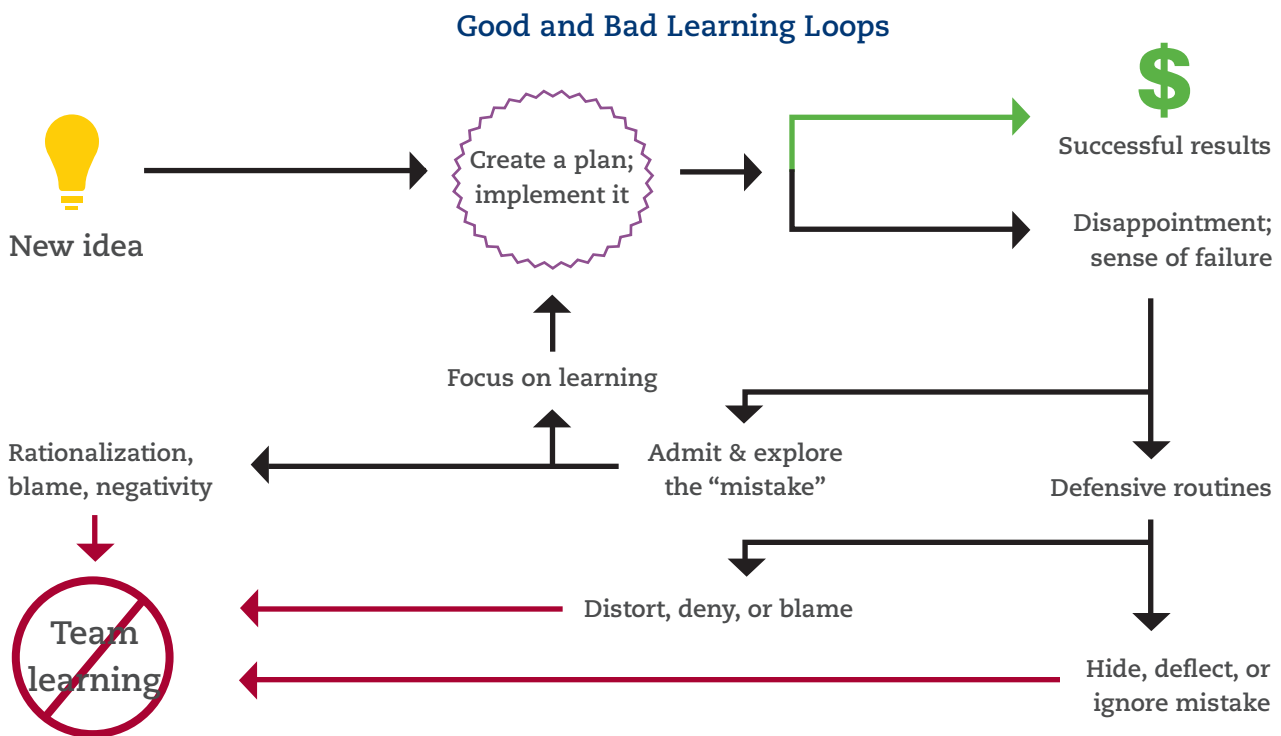 Good and Bad Learning Loops
$
Successful results
Create a plan;
implement it
New idea
Disappointment;
sense of failure
Focus on learning
Rationalization,
blame, negativity
Admit & explore
the “mistake”
Defensive routines
Distort, deny, or blame
Team
learning
Hide, deflect, or
ignore mistake